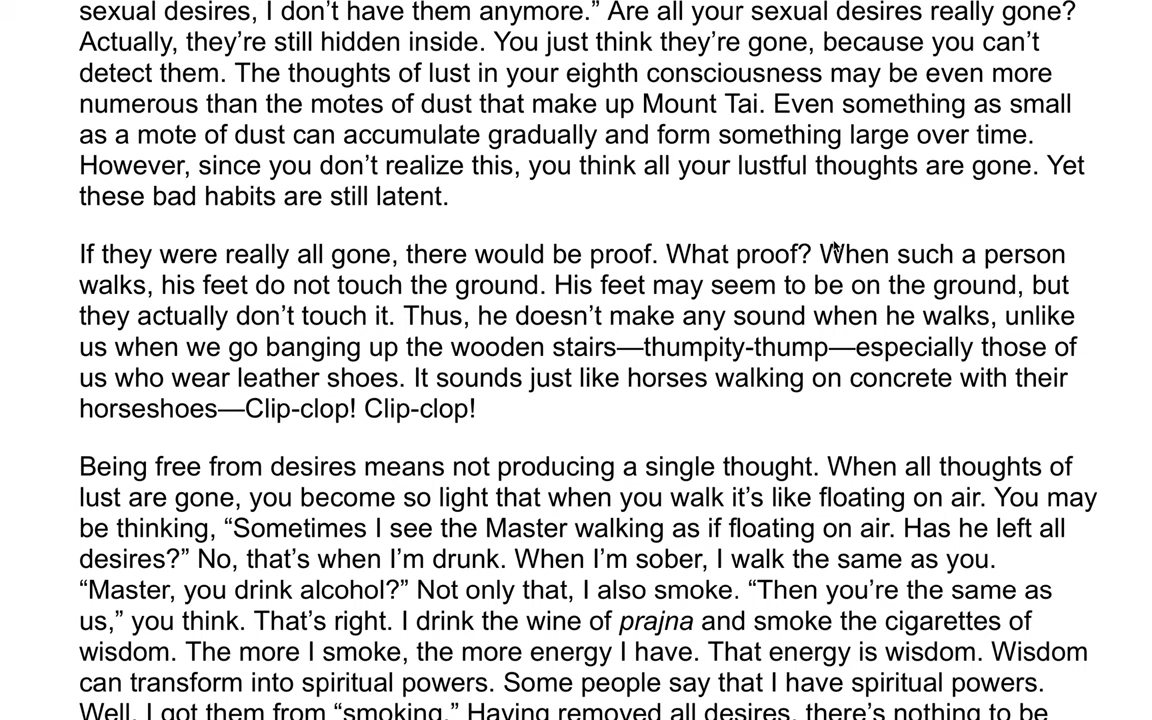 sexual desires, I don’t have them anymore.” Are all your sexual desires really gone?
Actually, they’re still hidden inside. You just think they’re gone, because you can’t
detect them. The thoughts of lust in your eighth consciousness may be even more
numerous than the motes of dust that make up Mount Tai. Even something as small
as a mote of dust can accumulate gradually and form something large over time.
However, since you don’t realize this, you think all your lustful thoughts are gone. Yet
these bad habits are still latent.
If they were really all gone, there would be proof. What proof? When such a person
walks, his feet do not touch the ground. His feet may seem to be on the ground, but
they actually don’t touch it. Thus, he doesn’t make any sound when he walks, unlike
us when we go banging up the wooden stairs—thumpity-thump—especially those of
us who wear leather shoes. It sounds just like horses walking on concrete with their
horseshoes—Clip-clop! Clip-clop!
Being free from desires means not producing a single thought. When all thoughts of
lust are gone, you become so light that when you walk it’s like floating on air. You may
be thinking, “Sometimes I see the Master walking as if floating on air. Has he left all
desires?” No, that’s when I’m drunk. When I’m sober, I walk the same as you.
“Master, you drink alcohol?” Not only that, I also smoke. “Then you’re the same as
us,” you think. That’s right. I drink the wine of prajna and smoke the cigarettes of
wisdom. The more I smoke, the more energy I have. That energy is wisdom. Wisdom
can transform into spiritual powers. Some people say that I have spiritual powers.
Well, I got them from “smoking.” Having removed all desires, there’s nothing to be